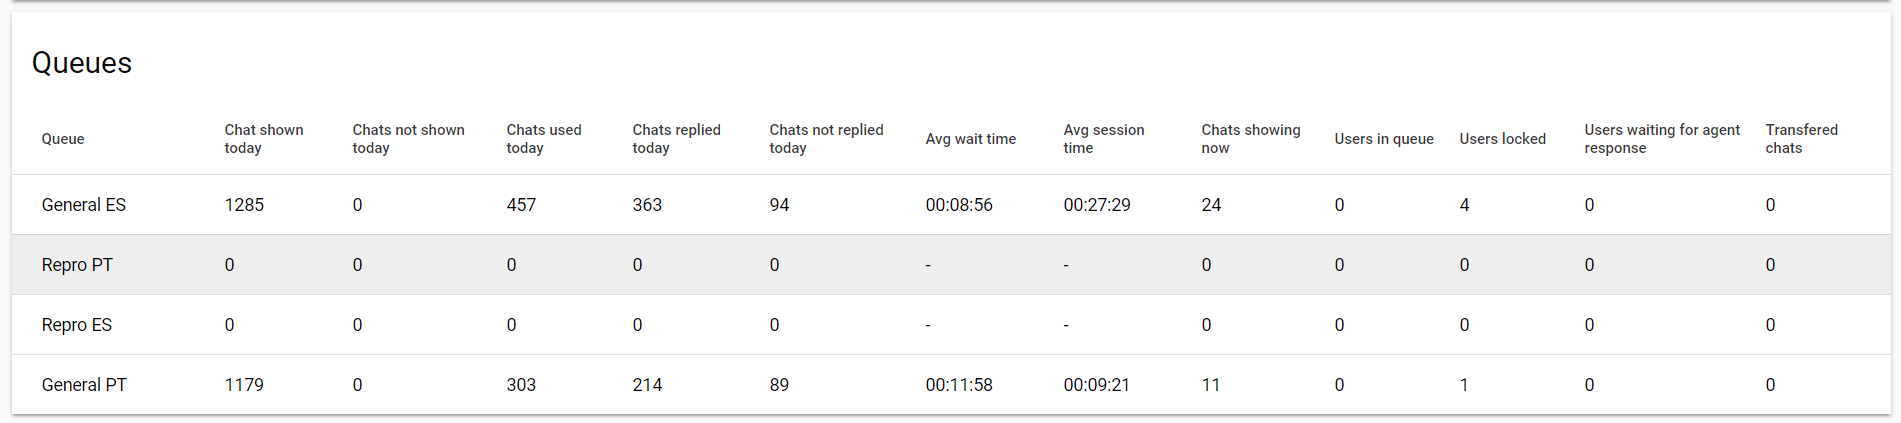 Queues
Queue Chat shown today Chats not shown today Chats used today Chats replied today Chats not replied today Avg wait time Avg session time Chats showing now Users in queue Users locked Users waiting for agent response Transfered chats
General ES 1285 0 457 363 94 00:08:56 00:27:29 24 0 4 0 0
Repro PT 0 0 0 0 0 - - 0 0 0 0 0
Repro ES 0 0 0 0 0 - - 0 0 0 0 0
General PT 1179 0 303 214 89 00:11:58 00:09:21 11 0 1 0 0